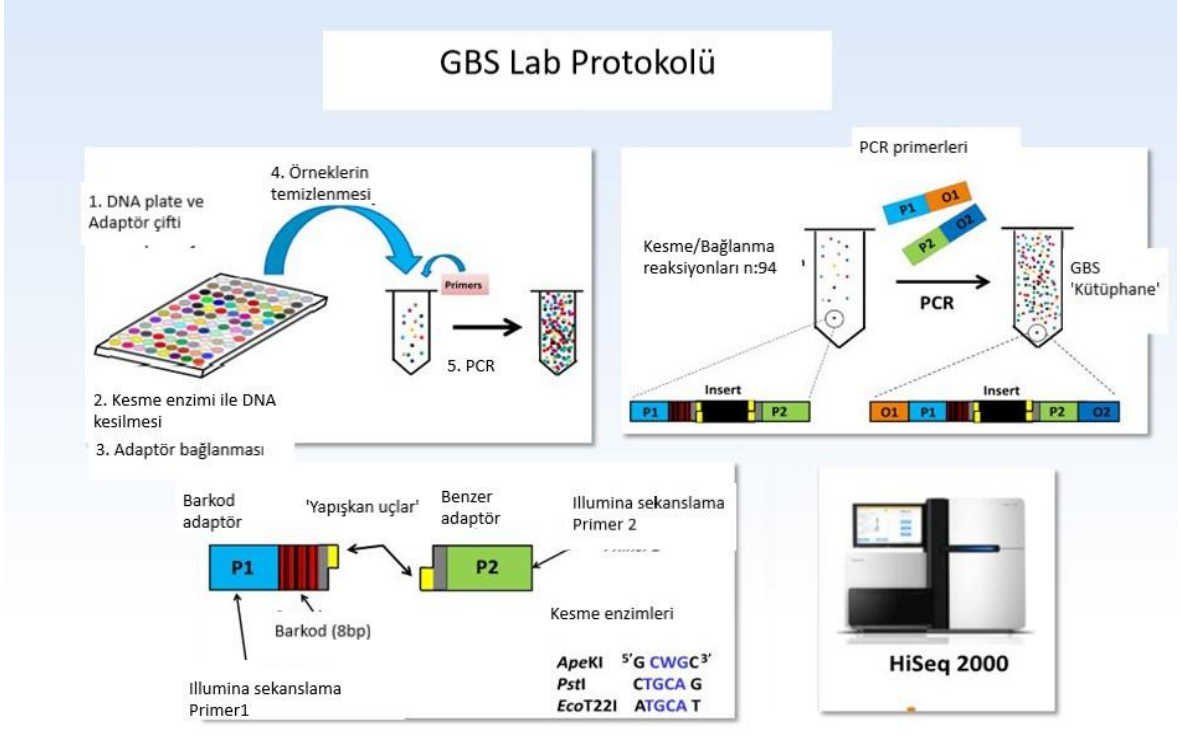 GBS Lab Protokolü
1. DNA plate ve
Adaptör çifti
4. Örneklerin
temizlenmesi
Primers
5. PCR
2. Kesme enzimi ile DNA
kesilmesi
3. Adaptör bağlanması
PCR primerleri
P1 O1
P2 O2
Kesme/Bağlanma
reaksiyonları n:94
PCR
GBS
'Kütüphane'
Insert
P1 P2
Insert
O1 P1 P2 O2
Barkod
adaptör
'Yapışkan uçlar'
Benzer
adaptör
Illumina sekanslama
Primer 2
P1
P2
Barkod (8bp)
Illumina sekanslama
Primer1
Kesme enzimleri
ApeKI 5'G CWGC3'
PstI CTGCA G
EcoT22I ATGCA T
HiSeq 2000